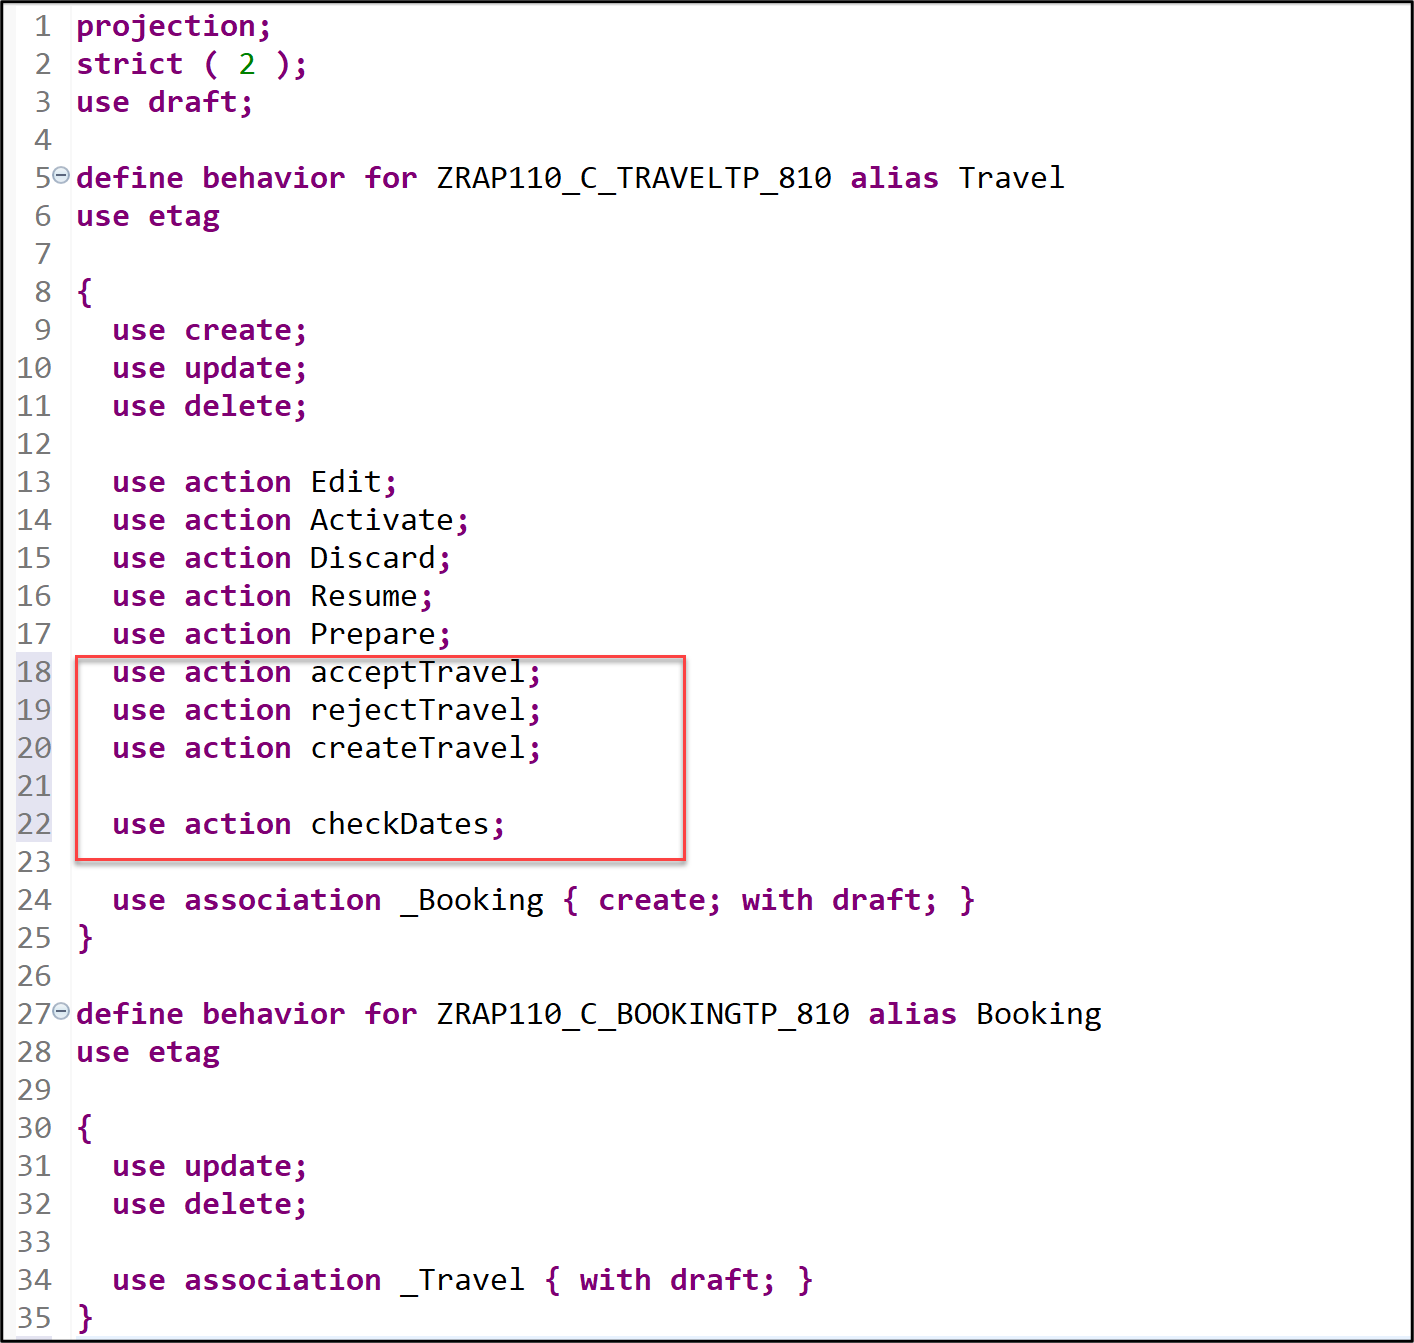 1 projection;
2 strict ( 2 );
3 use draft;
4
5 define behavior for ZRAP110_C_TRAVELTP_810 alias Travel
6 use etag
7
8 {
9 use create;
10 use update;
11 use delete;
12
13 use action Edit;
14 use action Activate;
15 use action Discard;
16 use action Resume;
17 use action Prepare;
18 use action acceptTravel;
19 use action rejectTravel;
20 use action createTravel;
21
22 use action checkDates;
23
24 use association _Booking { create; with draft; }
25 }
26
27 define behavior for ZRAP110_C_BOOKINGTP_810 alias Booking
28 use etag
29
30 {
31 use update;
32 use delete;
33
34 use association _Travel { with draft; }
35 }